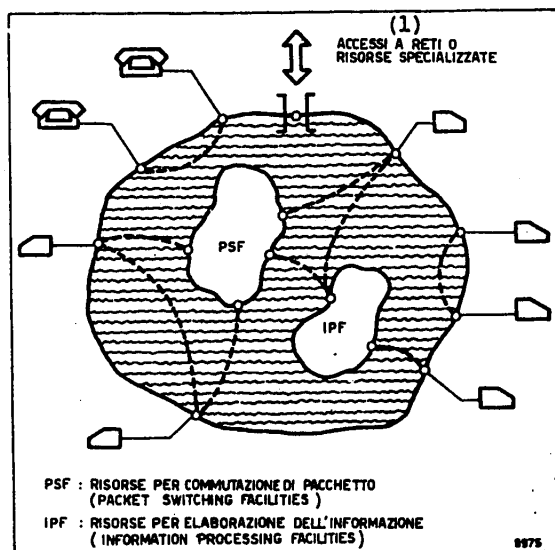 (1)
ACCESSI A RETI O
RISORSE SPECIALIZZATE
PSF
IPF
PSF : RISORSE PER COMMUTAZIONE DI PACCHETTO
(PACKET SWITCHING FACILITIES)
IPF : RISORSE PER ELABORAZIONE DELL'INFORMAZIONE
(INFORMATION PROCESSING FACILITIES)
9975